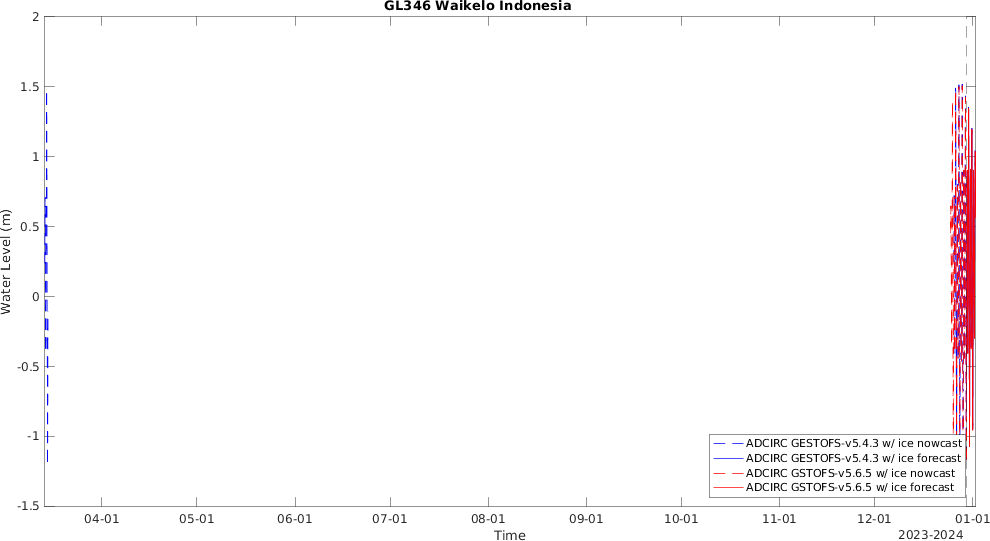 GL346 Waikelo Indonesia
Water Level (m)
2
1.5
1
0.5
0
-0.5
-1
-1.5
04-01 05-01 06-01 07-01 08-01 09-01 10-01 11-01 12-01 01-01
Time
2023-2024
ADCIRC GESTOFS-v5.4.3 w/ ice nowcast
ADCIRC GESTOFS-v5.4.3 w/ ice forecast
ADCIRC GSTOFS-v5.6.5 w/ ice nowcast
ADCIRC GSTOFS-v5.6.5 w/ ice forecast